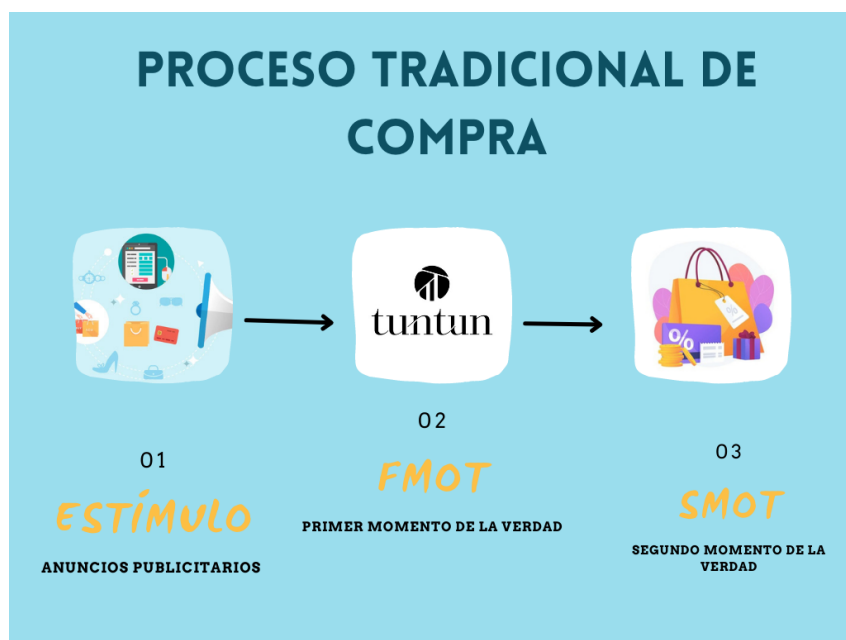 PROCESO TRADICIONAL DE
COMPRA
tuntun
%
%
01
ESTÍMULO
ANUNCIOS PUBLICITARIOS
02
FMOT
PRIMER MOMENTO DE LA VERDAD
03
SMOT
SEGUNDO MOMENTO DE LA
VERDAD